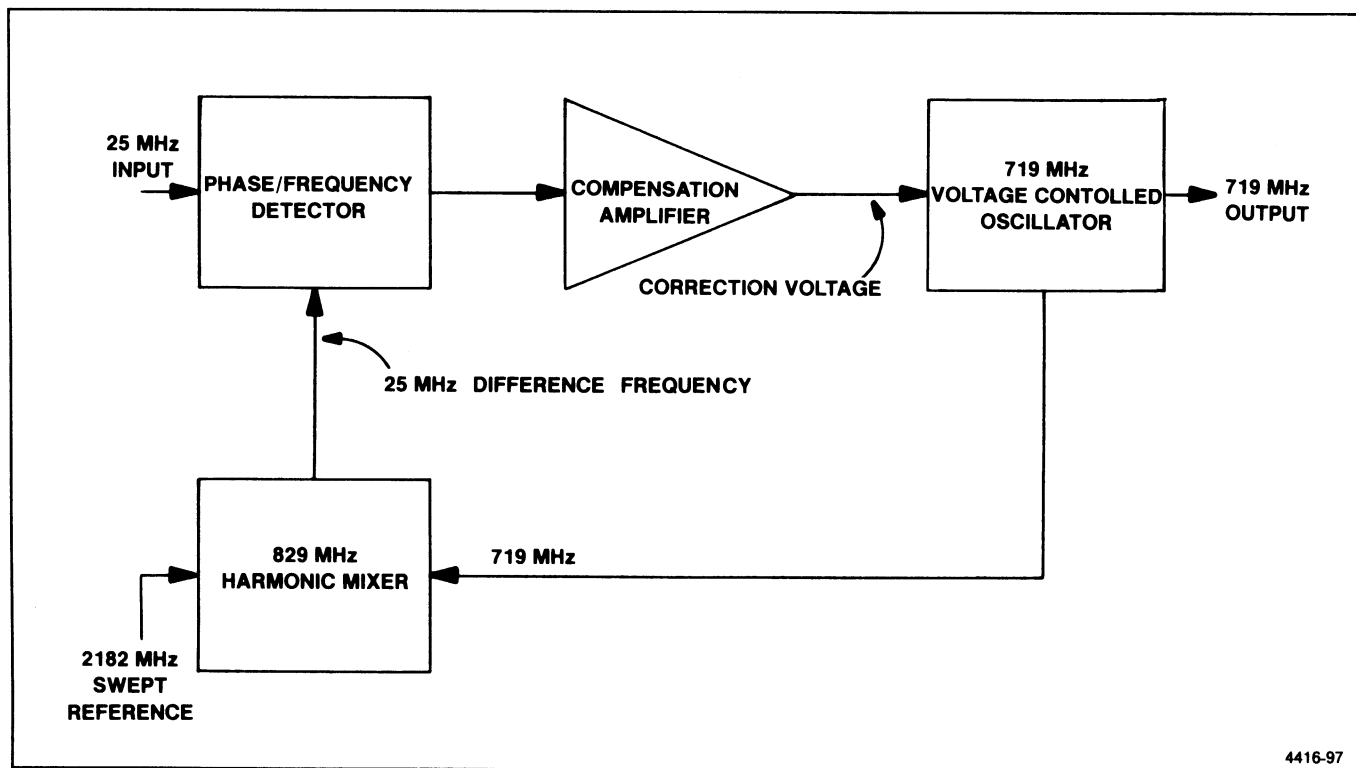 25 MHz
INPUT
PHASE/FREQUENCY
DETECTOR
COMPENSATION
AMPLIFIER
719 MHz
VOLTAGE CONTOLLED
OSCILLATOR
719 MHz
OUTPUT
CORRECTION VOLTAGE
25 MHz DIFFERENCE FREQUENCY
829 MHz
HARMONIC MIXER
719 MHz
2182 MHz
SWEPT
REFERENCE
4416-97